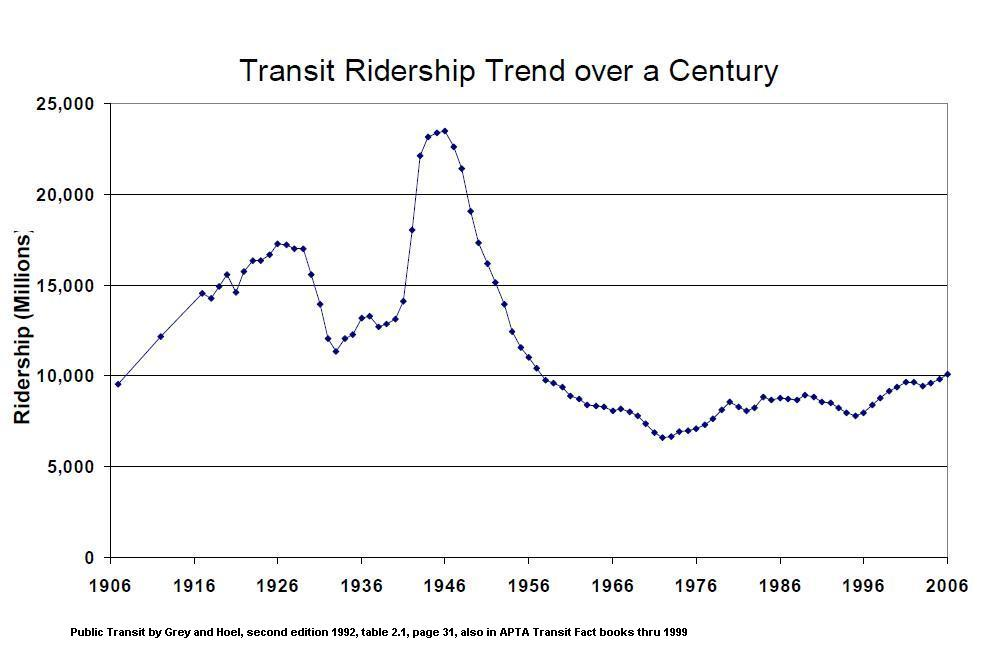 Transit Ridership Trend over a Century
25,000
20,000
15,000
10,000
5,000
0
Ridership (Millions)
1906 1916 1926 1936 1946 1956 1966 1976 1986 1996 2006
Public Transit by Grey and Hoel, second edition 1992, table 2.1, page 31, also in APTA Transit Fact books thru 1999